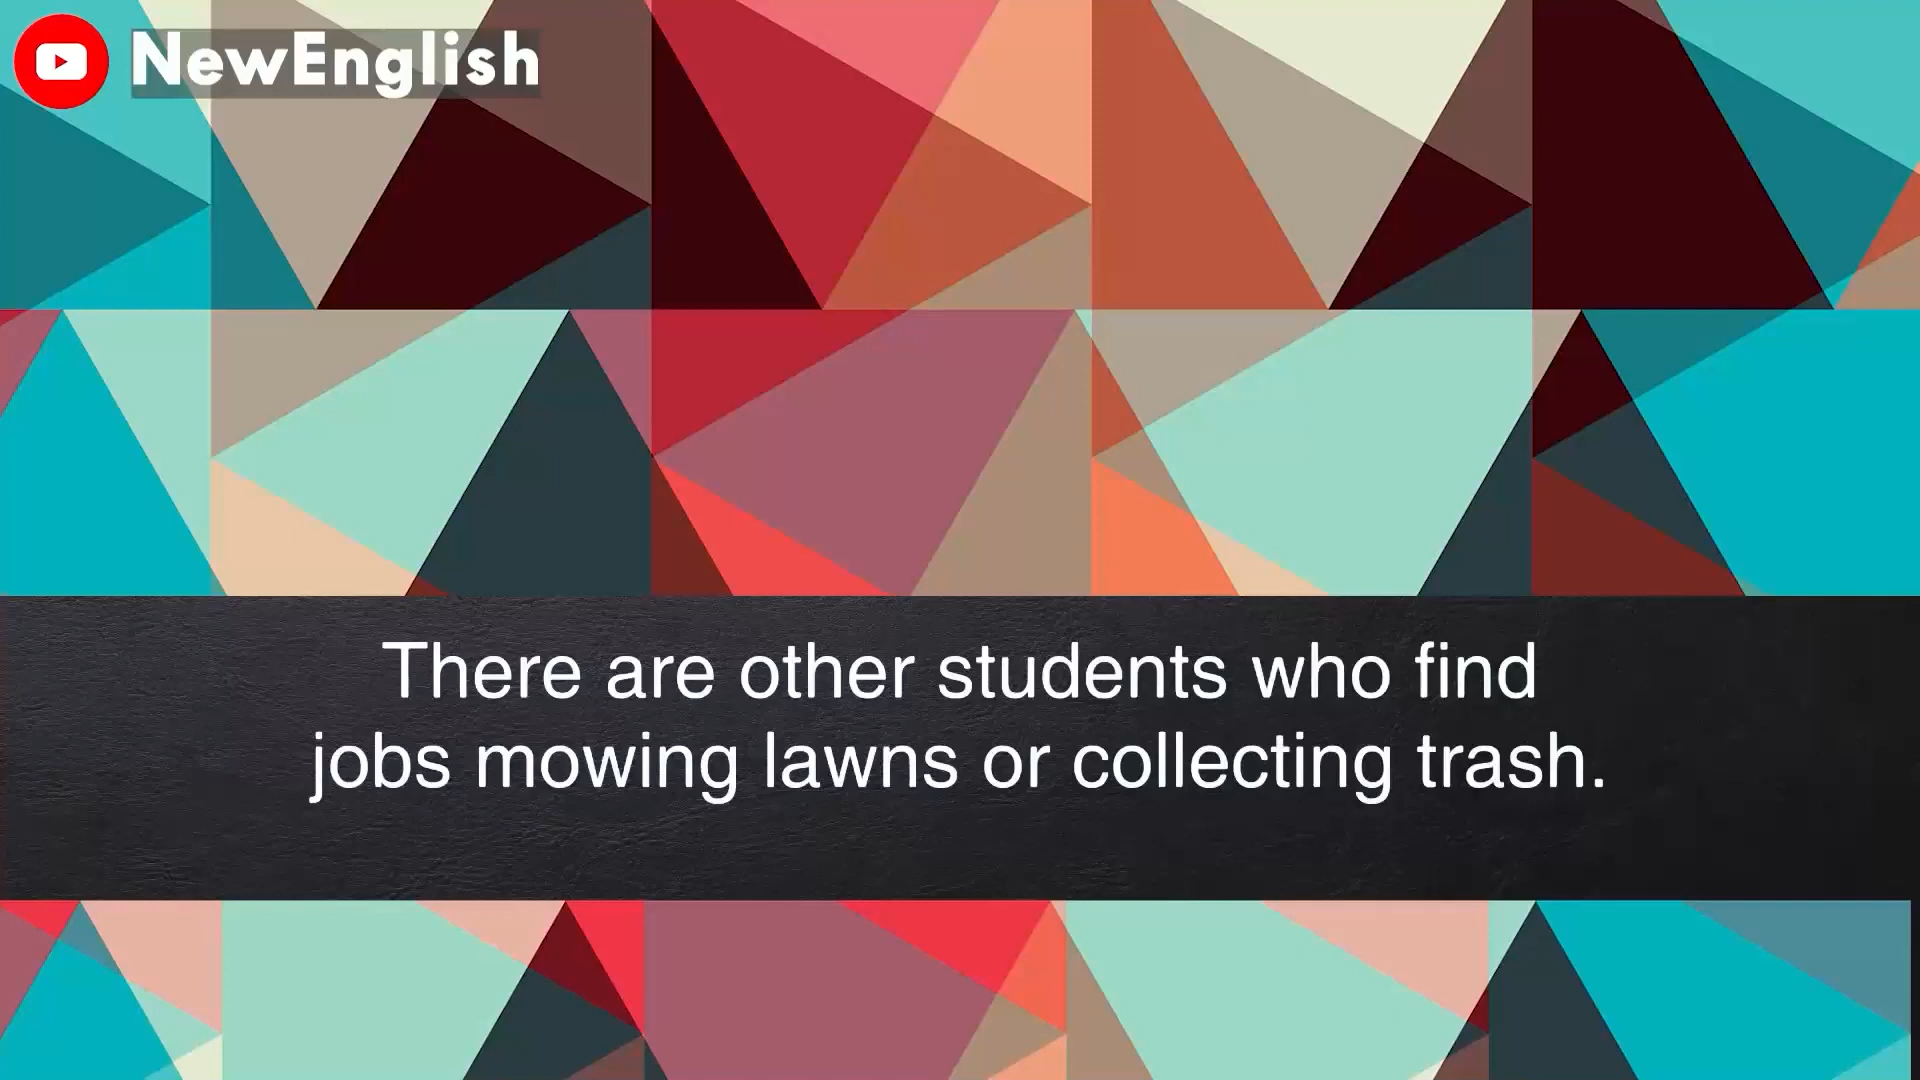 NewEnglish
There are other students who find
jobs mowing lawns or collecting trash.